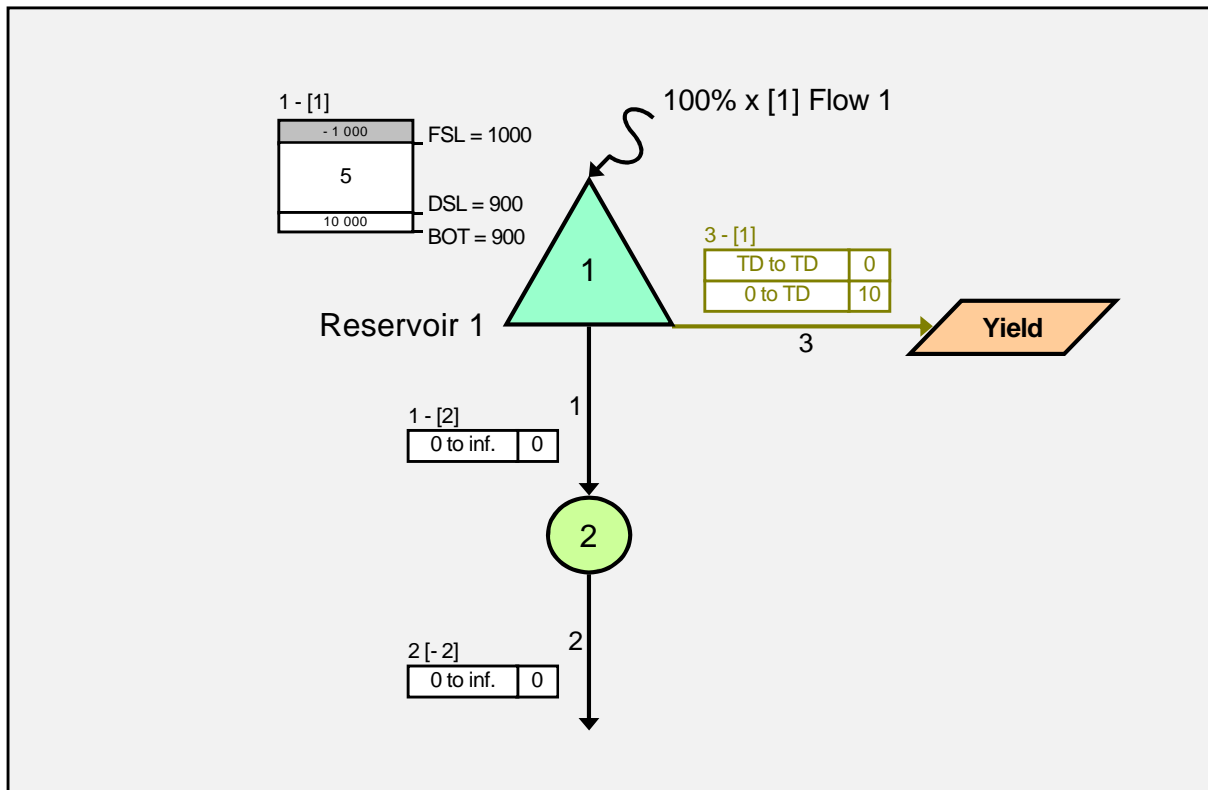 100% x [1] Flow 1
1 - [1]
- 1 000
FSL = 1000
5
DSL = 900
10 000
BOT = 900
3 - [1]
TD to TD 0
0 to TD 10
1
Reservoir 1
Yield
3
1
1 - [2]
0 to inf. 0
2
2
2 [- 2]
0 to inf. 0